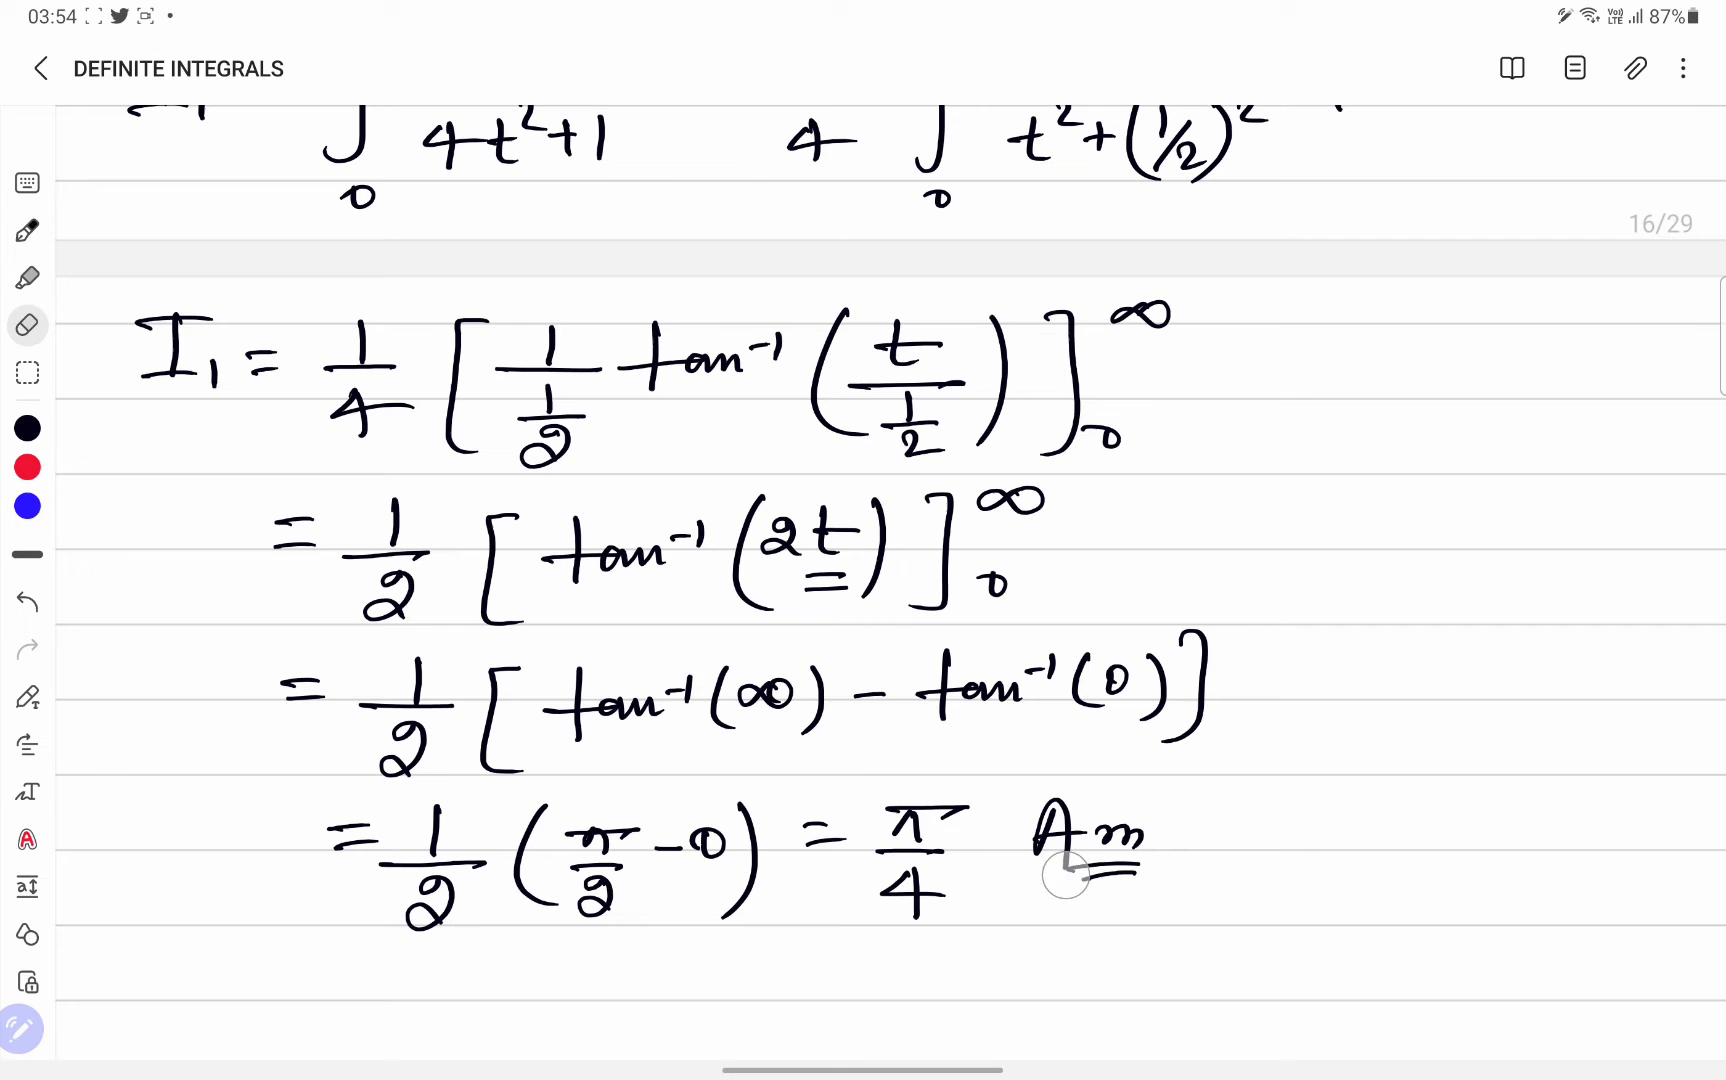 03:54 87%
DEFINITE INTEGRALS
∫₀ 4t²+1 4 ∫₀ t²+(1/2)²
16/29
I₁ = 1/4 [ 1/(1/2) tan⁻¹ ( t/(1/2) ) ]₀^∞
= 1/2 [ tan⁻¹ (2t) ]₀^∞
= 1/2 [ tan⁻¹(∞) - tan⁻¹(0) ]
= 1/2 ( π/2 - 0 ) = π/4 Ans